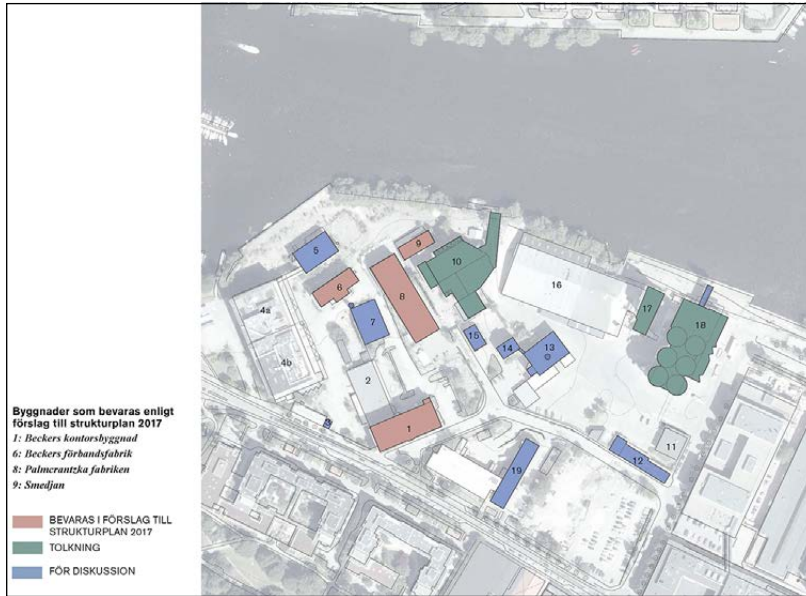 5
9
10
6
16
4a
8
17
7
18
15
13
14
4b
2
1
11
12
19
Byggnader som bevaras enligt
förslag till strukturplan 2017
1: Beckers kontorsbyggnad
6: Beckers förbandsfabrik
8: Palmcrantzka fabriken
9: Smedjan
BEVARAS I FÖRSLAG TILL
STRUKTURPLAN 2017
TOLKNING
FÖR DISKUSSION